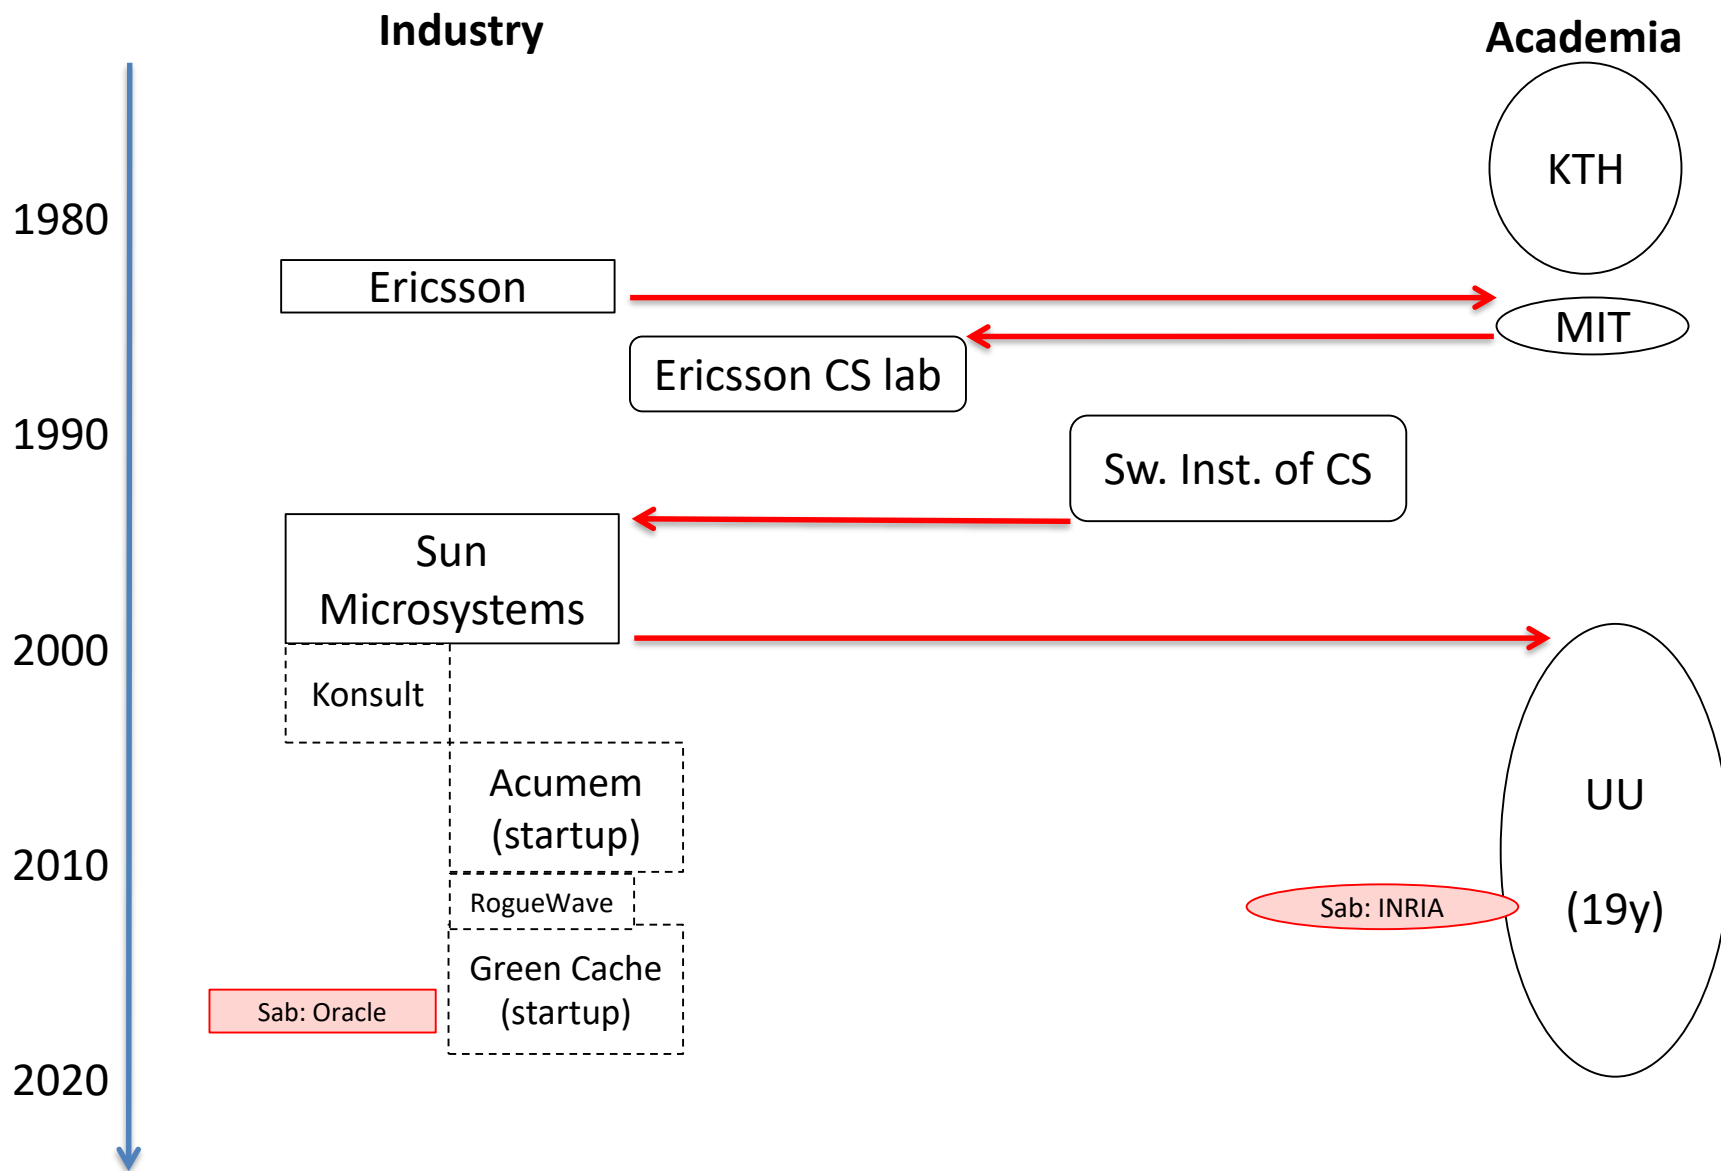 Industry
Academia
KTH
1980
Ericsson
MIT
Ericsson CS lab
1990
Sw. Inst. of CS
Sun
Microsystems
2000
Konsult
Acumem
(startup)
UU
2010
RogueWave
Sab: INRIA
(19y)
Green Cache
(startup)
Sab: Oracle
2020